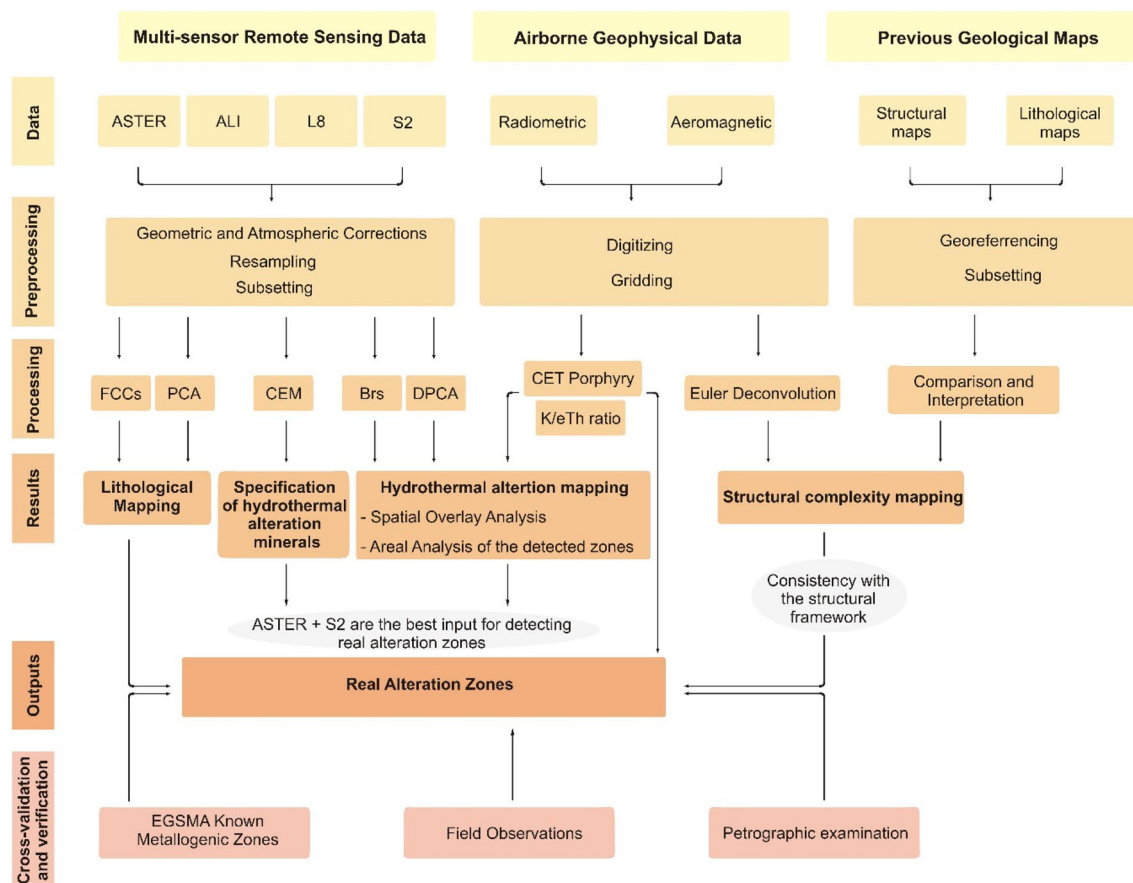 Multi-sensor Remote Sensing Data
Airborne Geophysical Data
Previous Geological Maps
Data
ASTER
ALI
L8
S2
Radiometric
Aeromagnetic
Structural
maps
Lithological
maps
Preprocessing
Geometric and Atmospheric Corrections
Resampling
Subsetting
Digitizing
Gridding
Georeferrencing
Subsetting
Processing
FCCs
PCA
CEM
Brs
DPCA
CET Porphyry
K/eTh ratio
Euler Deconvolution
Comparison and
Interpretation
Results
Lithological
Mapping
Specification
of hydrothermal
alteration
minerals
Hydrothermal altertion mapping
- Spatial Overlay Analysis
- Areal Analysis of the detected zones
Structural complexity mapping
ASTER + S2 are the best input for detecting
real alteration zones
Consistency with
the structural
framework
Outputs
Real Alteration Zones
Cross-validation
and verification
EGSMA Known
Metallogenic Zones
Field Observations
Petrographic examination